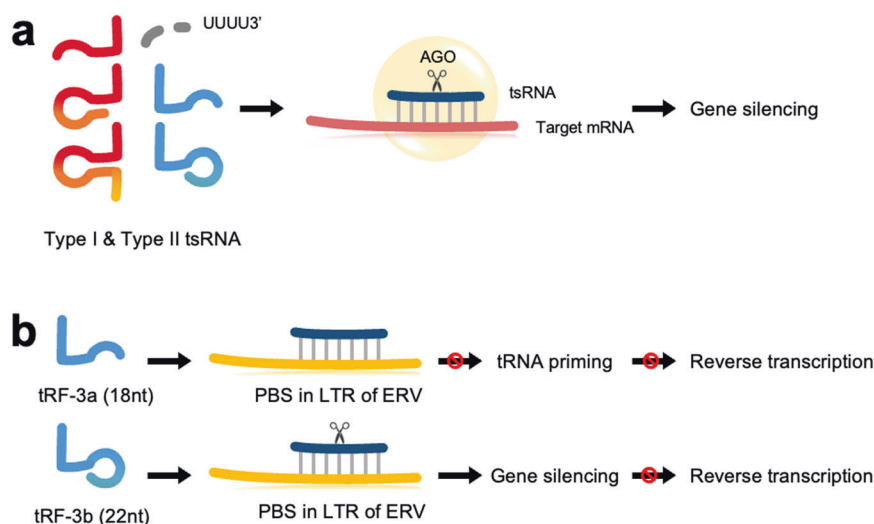 a
UUUU3’
AGO
tsRNA
Target mRNA
Gene silencing
Type I & Type II tsRNA
b
tRF-3a (18nt)
PBS in LTR of ERV
tRNA priming
Reverse transcription
tRF-3b (22nt)
PBS in LTR of ERV
Gene silencing
Reverse transcription